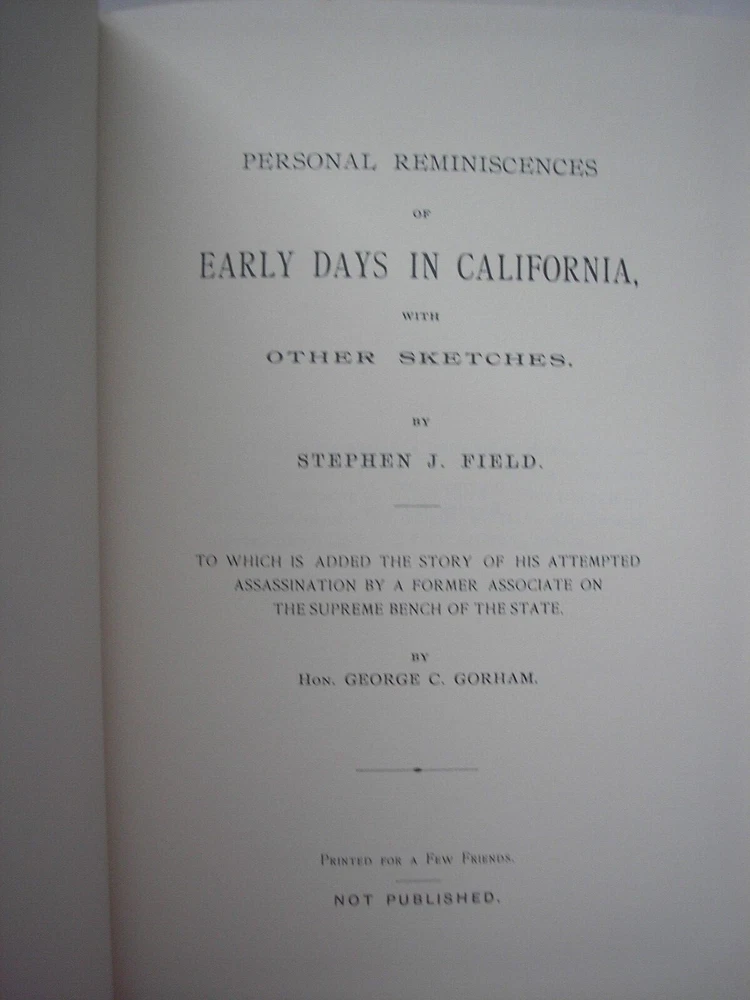 PERSONAL REMINISCENCES
OF
EARLY DAYS IN CALIFORNIA,
WITH
OTHER SKETCHES.
BY
STEPHEN J. FIELD.
TO WHICH IS ADDED THE STORY OF HIS ATTEMPTED
ASSASSINATION BY A FORMER ASSOCIATE ON
THE SUPREME BENCH OF THE STATE.
BY
HON. GEORGE C. GORHAM.
PRINTED FOR A FEW FRIENDS.
NOT PUBLISHED.